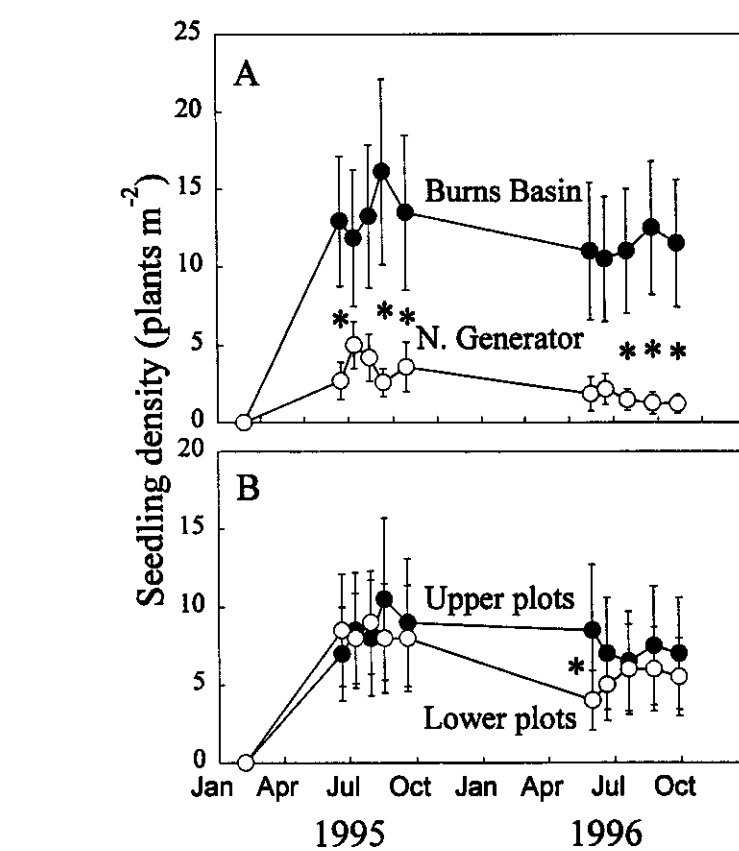 25
A
20
Burns Basin
15
10
* * *
N. Generator
* * *
5
0
Seedling density (plants m⁻²)
20
B
15
Upper plots
10
*
5
Lower plots
0
Jan Apr Jul Oct Jan Apr Jul Oct
1995 1996